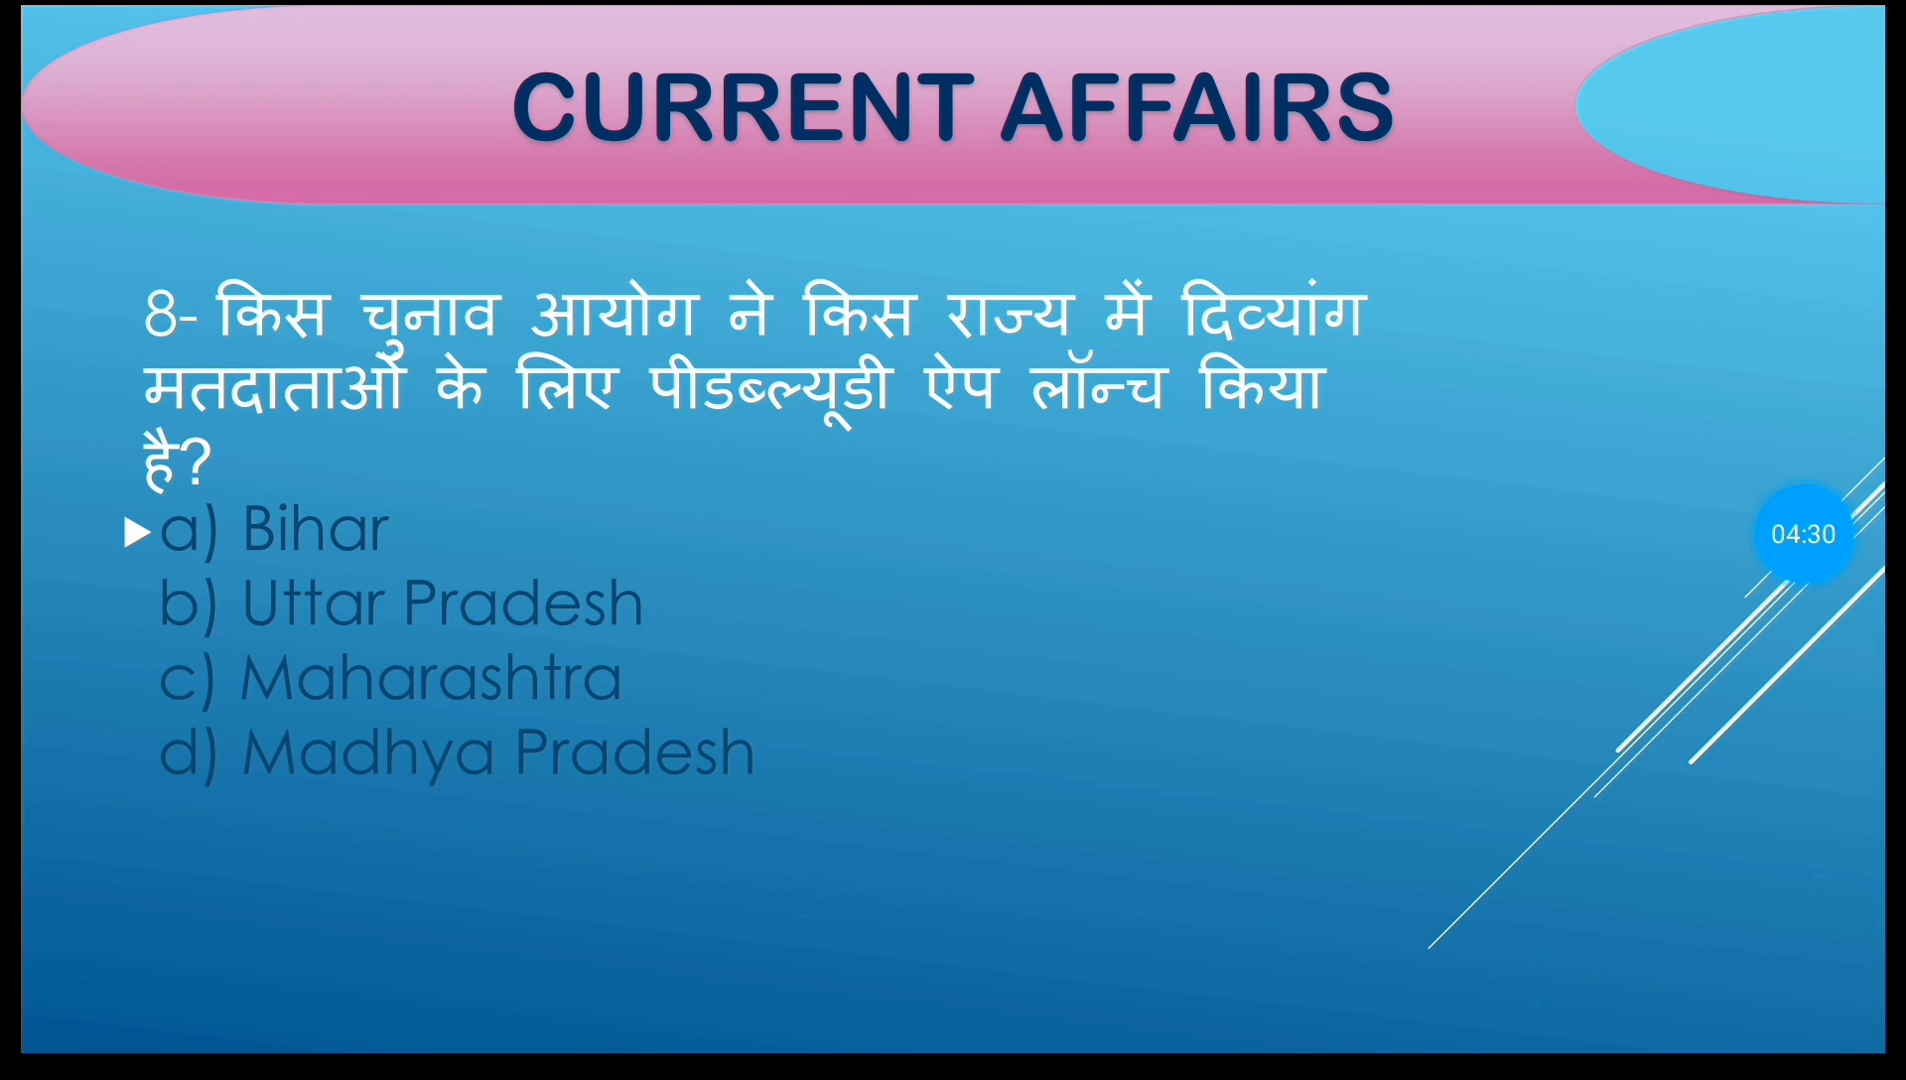 CURRENT AFFAIRS
8- किस चुनाव आयोग ने किस राज्य में दिव्यांग
मतदाताओं के लिए पीडब्ल्यूडी ऐप लॉन्च किया
है?
a) Bihar
b) Uttar Pradesh
c) Maharashtra
d) Madhya Pradesh
04:30